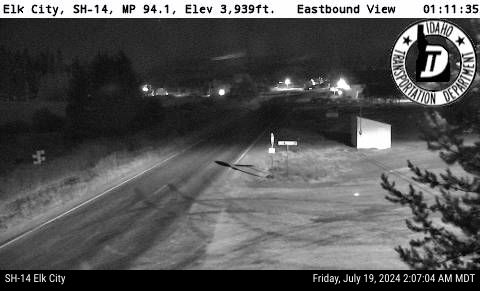 Elk City, SH-14, MP 94.1, Elev 3,939ft. Eastbound View 01:11:35
IDAHO
TRANSPORTATION DEPARTMENT
SH-14 Elk City Friday, July 19, 2024 2:07:04 AM MDT